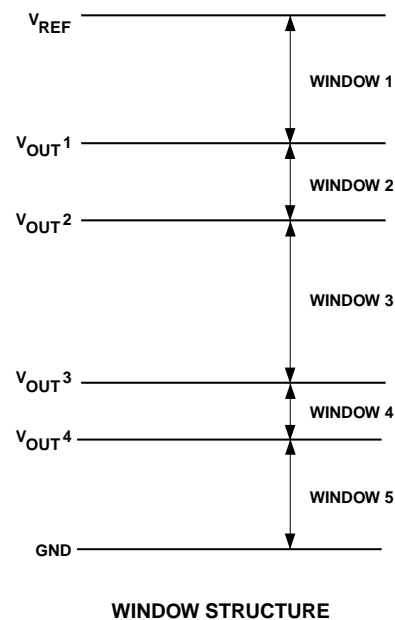 VREF
WINDOW 1
VOUT1
WINDOW 2
VOUT2
WINDOW 3
VOUT3
WINDOW 4
VOUT4
WINDOW 5
GND
WINDOW STRUCTURE